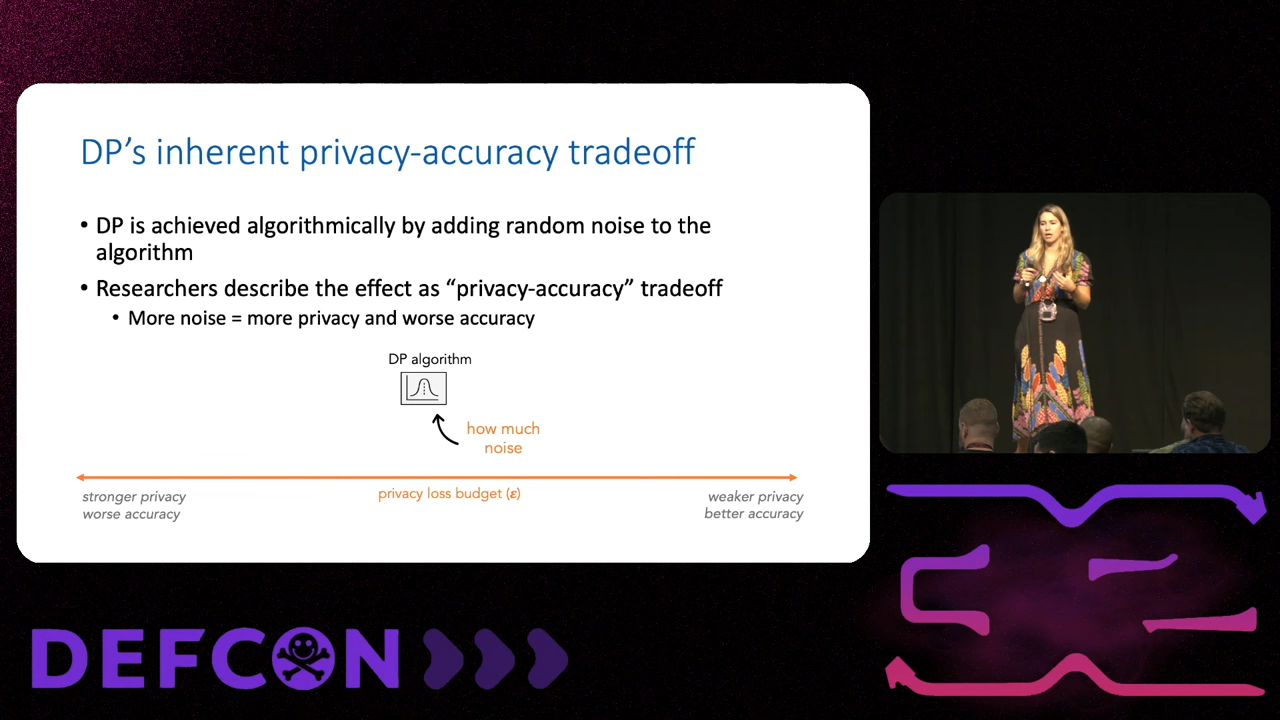 DP's inherent privacy-accuracy tradeoff
• DP is achieved algorithmically by adding random noise to the
algorithm
• Researchers describe the effect as “privacy-accuracy” tradeoff
• More noise = more privacy and worse accuracy
DP algorithm
how much
noise
privacy loss budget (ε)
stronger privacy
worse accuracy
weaker privacy
better accuracy
DEFCON